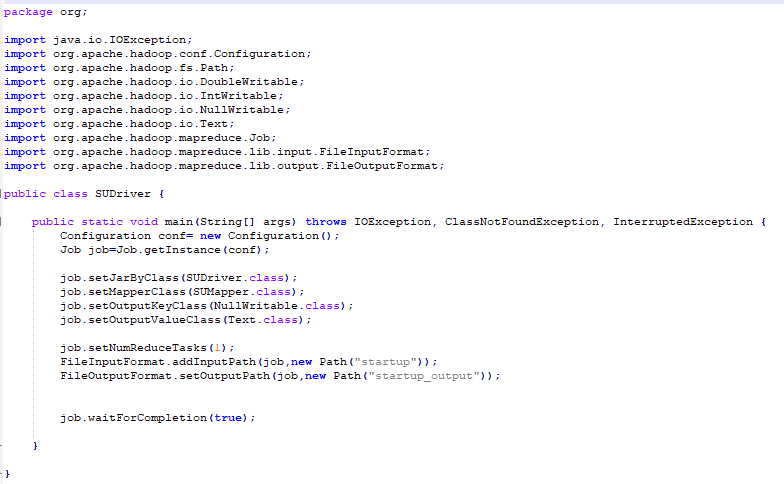 package org;
import java.io.IOException;
import org.apache.hadoop.conf.Configuration;
import org.apache.hadoop.fs.Path;
import org.apache.hadoop.io.DoubleWritable;
import org.apache.hadoop.io.IntWritable;
import org.apache.hadoop.io.NullWritable;
import org.apache.hadoop.io.Text;
import org.apache.hadoop.mapreduce.Job;
import org.apache.hadoop.mapreduce.lib.input.FileInputFormat;
import org.apache.hadoop.mapreduce.lib.output.FileOutputFormat;
public class SUDriver {
public static void main(String[] args) throws IOException, ClassNotFoundException, InterruptedException {
Configuration conf= new Configuration();
Job job=Job.getInstance(conf);
job.setJarByClass(SUDriver.class);
job.setMapperClass(SUMapper.class);
job.setOutputKeyClass(NullWritable.class);
job.setOutputValueClass(Text.class);
job.setNumReduceTasks(1);
FileInputFormat.addInputPath(job,new Path("startup"));
FileOutputFormat.setOutputPath(job,new Path("startup_output"));
job.waitForCompletion(true);
}
}